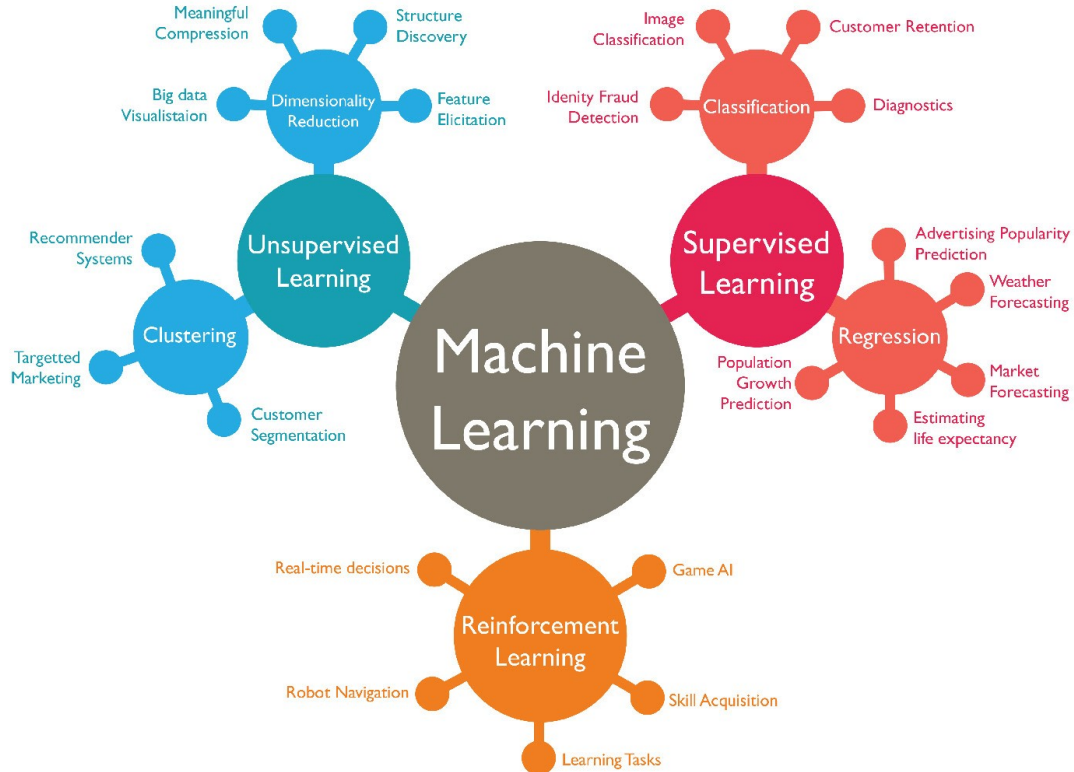 Meaningful
Compression
Structure
Discovery
Big data
Visualistaion
Dimensionality
Reduction
Feature
Elicitation
Unsupervised
Learning
Recommender
Systems
Clustering
Targetted
Marketing
Customer
Segmentation
Machine
Learning
Image
Classification
Customer Retention
Idenity Fraud
Detection
Classification
Diagnostics
Supervised
Learning
Advertising Popularity
Prediction
Weather
Forecasting
Regression
Population
Growth
Prediction
Market
Forecasting
Estimating
life expectancy
Real-time decisions
Game AI
Reinforcement
Learning
Robot Navigation
Skill Acquisition
Learning Tasks